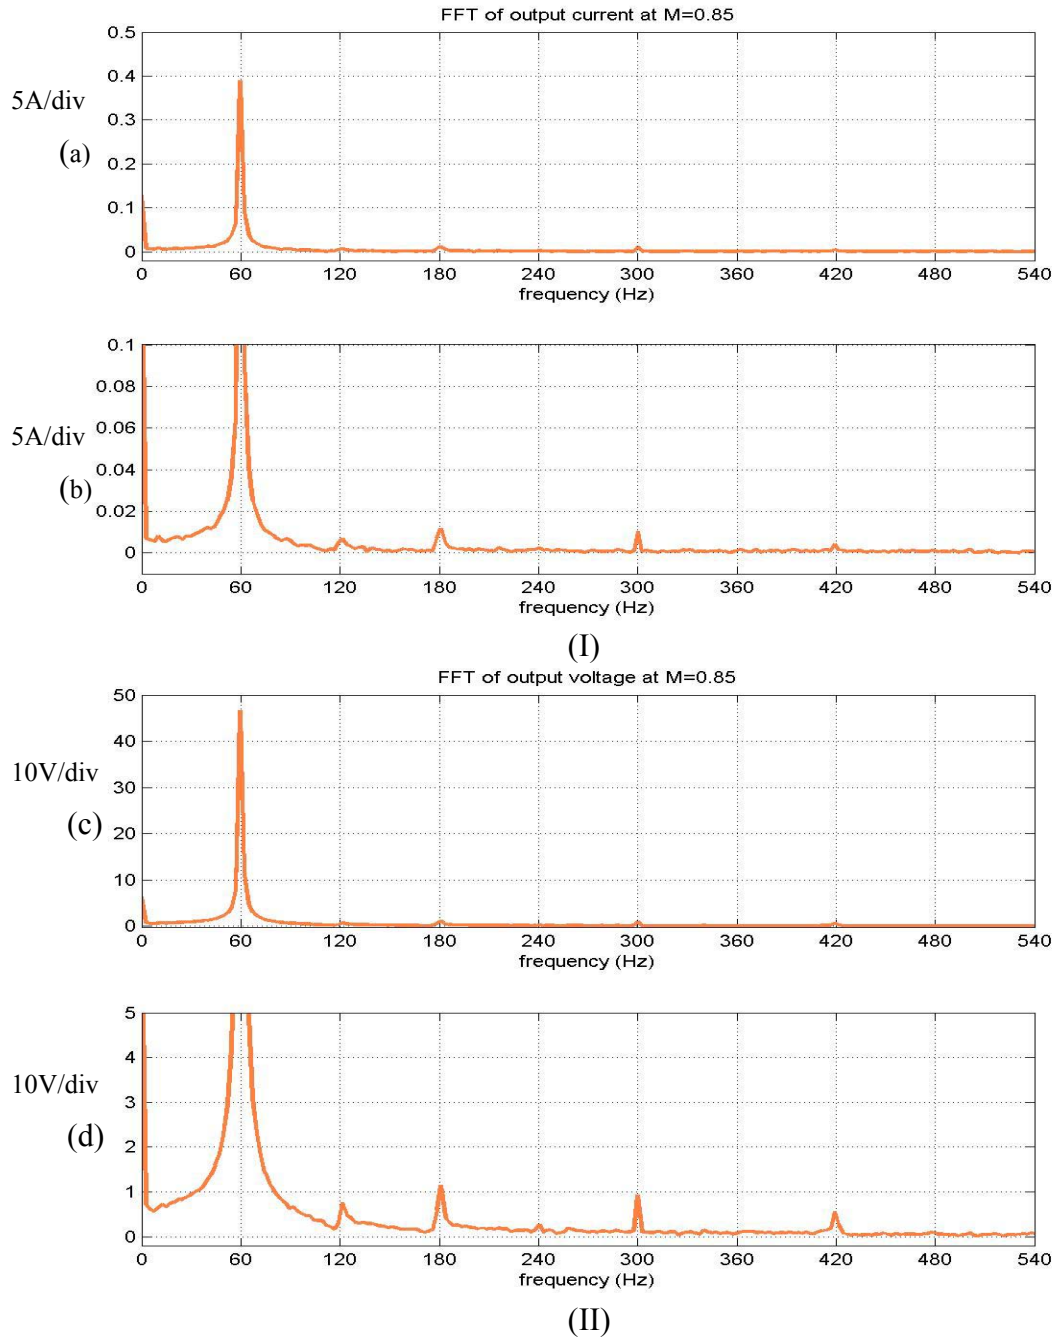 FFT of output current at M=0.85
0.5
0.4
5A/div
0.3
(a)
0.2
0.1
0
0 60 120 180 240 300 360 420 480 540
frequency (Hz)
0.1
0.08
5A/div
0.06
0.04
(b)
0.02
0
0 60 120 180 240 300 360 420 480 540
frequency (Hz)
(I)
FFT of output voltage at M=0.85
50
40
10V/div
30
(c)
20
10
0
0 60 120 180 240 300 360 420 480 540
frequency (Hz)
5
4
10V/div
3
(d)
2
1
0
0 60 120 180 240 300 360 420 480 540
frequency (Hz)
(II)